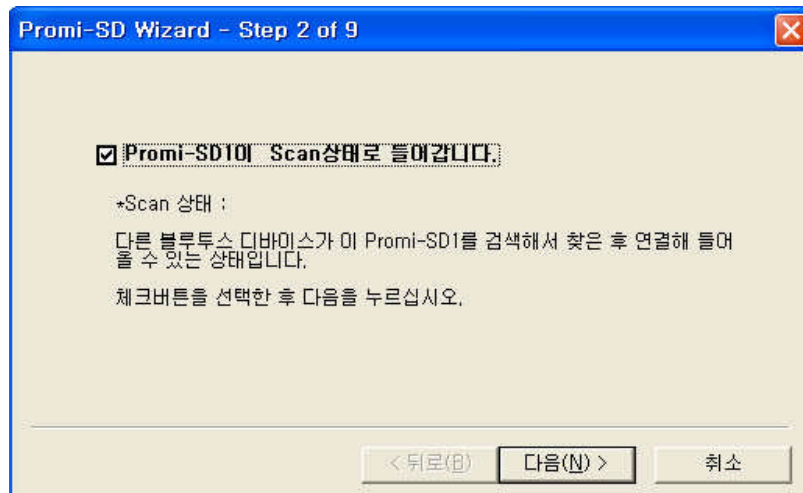 Promi-SD Wizard - Step 2 of 9
Promi-SD1이 Scan상태로 들어갑니다.
*Scan 상태 :
다른 블루투스 디바이스가 이 Promi-SD1를 검색해서 찾은 후 연결해 들어
올 수 있는 상태입니다.
체크버튼을 선택한 후 다음을 누르십시오.
< 뒤로(B) 다음(N) > 취소